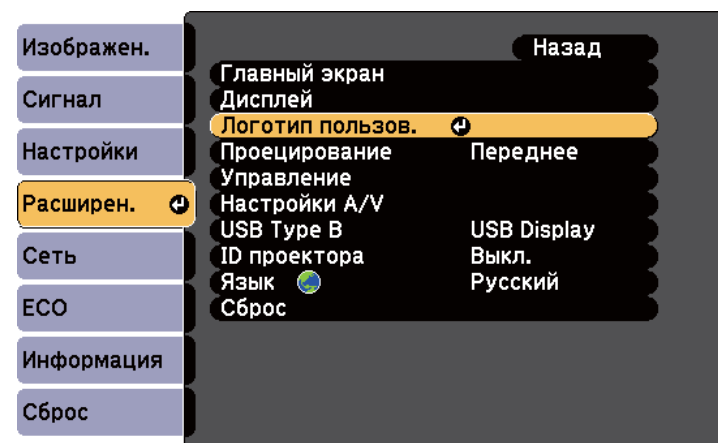 Изображен.
Сигнал
Настройки
Расширен.
Сеть
ECO
Информация
Сброс
Назад
Главный экран
Дисплей
Логотип пользов.
Проецирование Переднее
Управление
Настройки A/V
USB Type B USB Display
ID проектора Выкл.
Язык Русский
Сброс